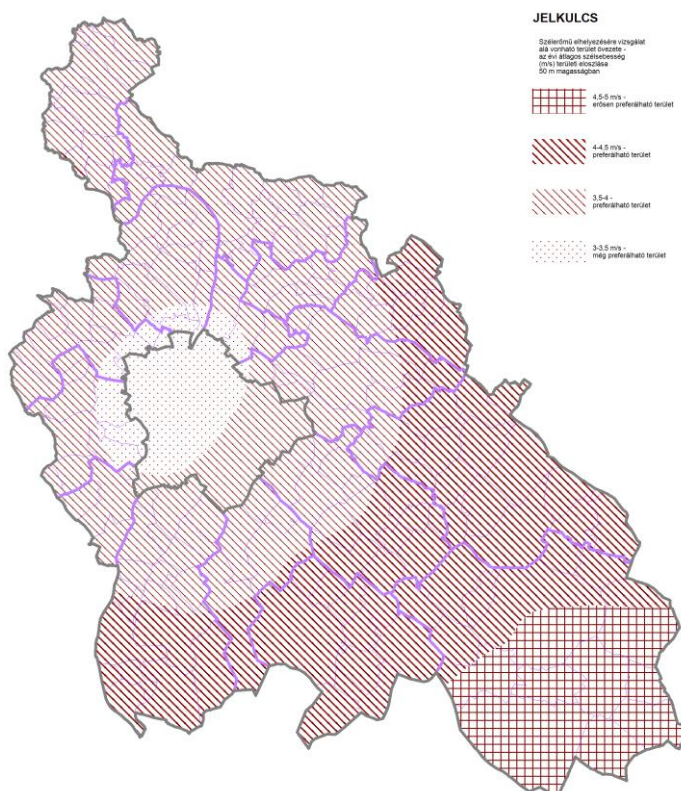 JELKULCS
Szélerőmű elhelyezésére vizsgálat
alá vonható terület övezete -
az évi átlagos szélsebesség
(m/s) területi eloszlása
50 m magasságban
4,5-5 m/s -
erősen preferálható terület
4-4,5 m/s -
preferálható terület
3,5-4 -
preferálható terület
3-3,5 m/s -
még preferálható terület